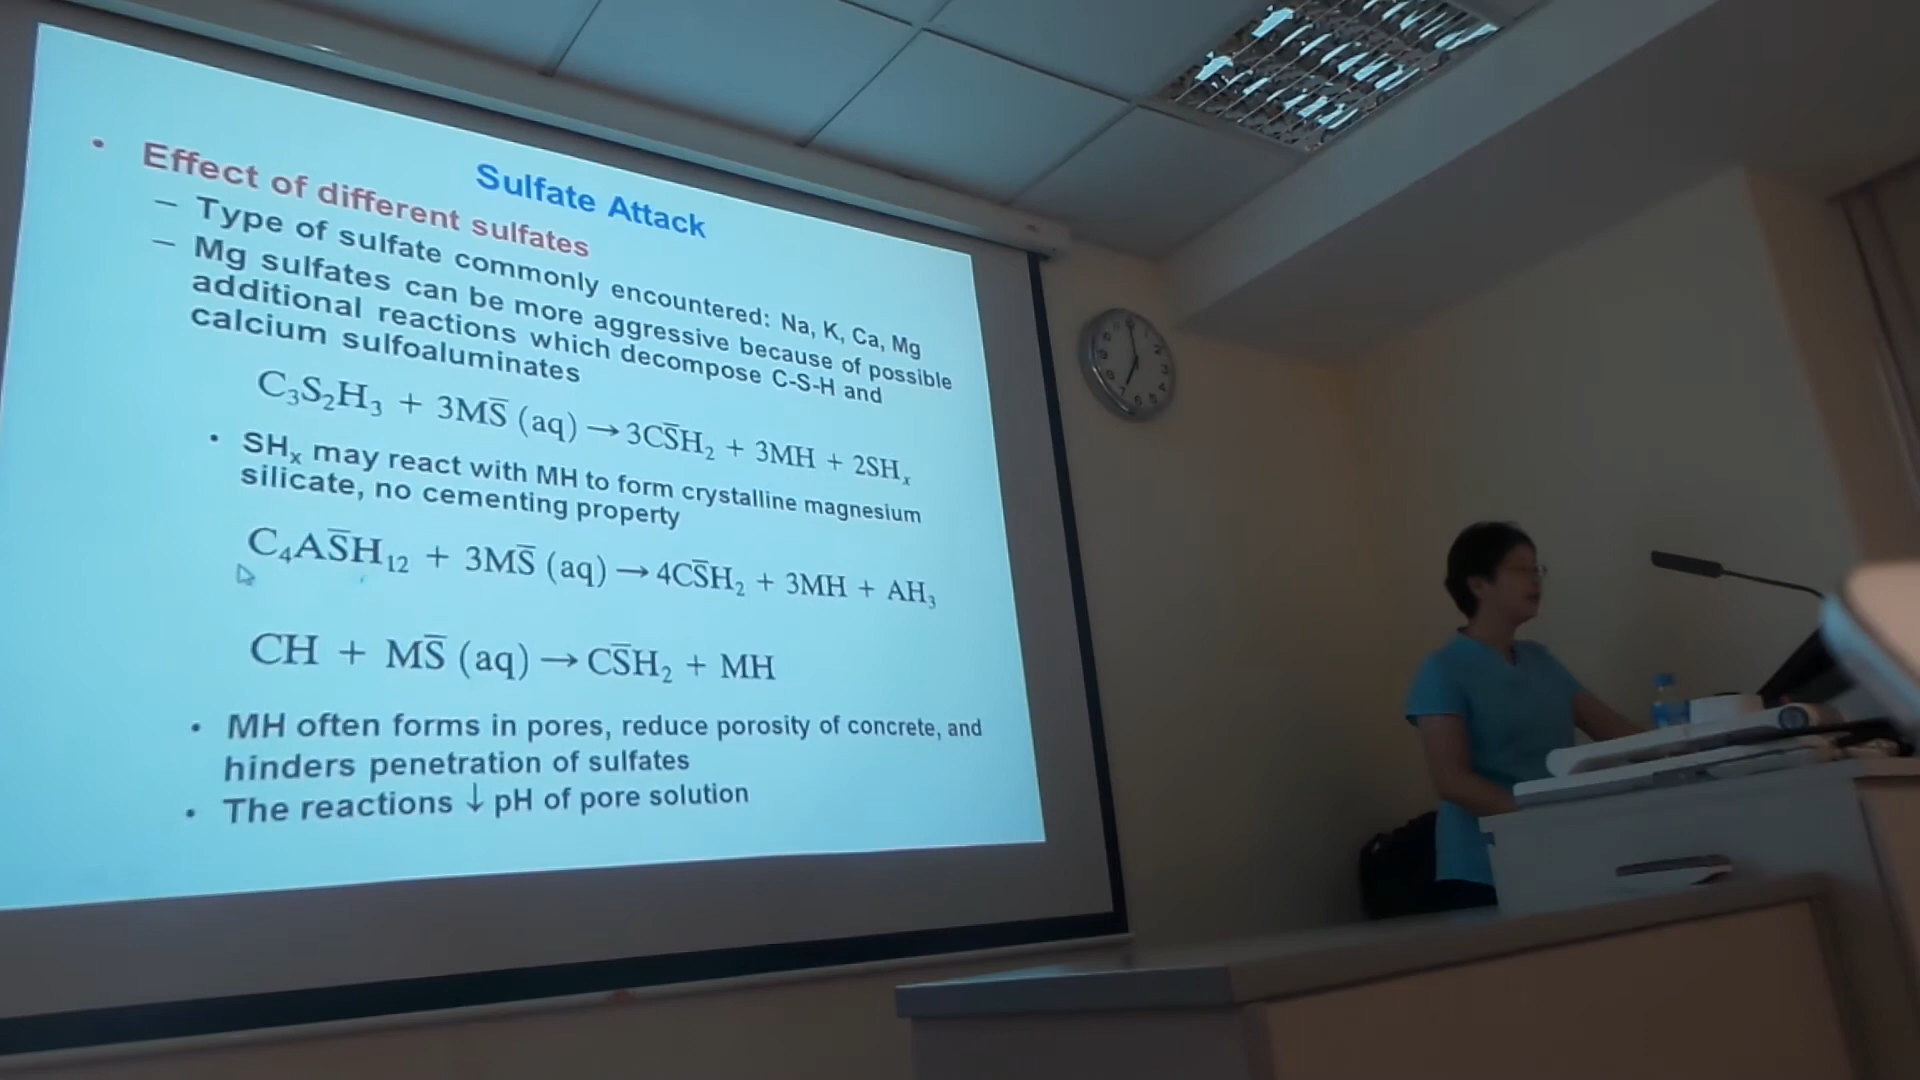 Sulfate Attack
• Effect of different sulfates
– Type of sulfate commonly encountered: Na, K, Ca, Mg
– Mg sulfates can be more aggressive because of possible
additional reactions which decompose C-S-H and
calcium sulfoaluminates
C₃S₂H₃ + 3MS̅ (aq) → 3CS̅H₂ + 3MH + 2SHₓ
• SHₓ may react with MH to form crystalline magnesium
silicate, no cementing property
C₄AS̅H₁₂ + 3MS̅ (aq) → 4CS̅H₂ + 3MH + AH₃
CH + MS̅ (aq) → CS̅H₂ + MH
• MH often forms in pores, reduce porosity of concrete, and
hinders penetration of sulfates
• The reactions ↓ pH of pore solution